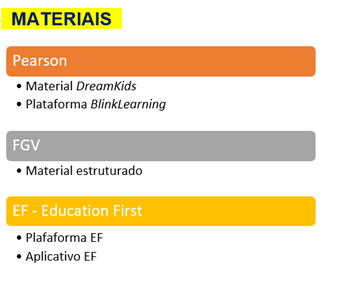 MATERIAIS
Pearson
• Material DreamKids
• Plataforma BlinkLearning
FGV
• Material estruturado
EF - Education First
• Plafaforma EF
• Aplicativo EF